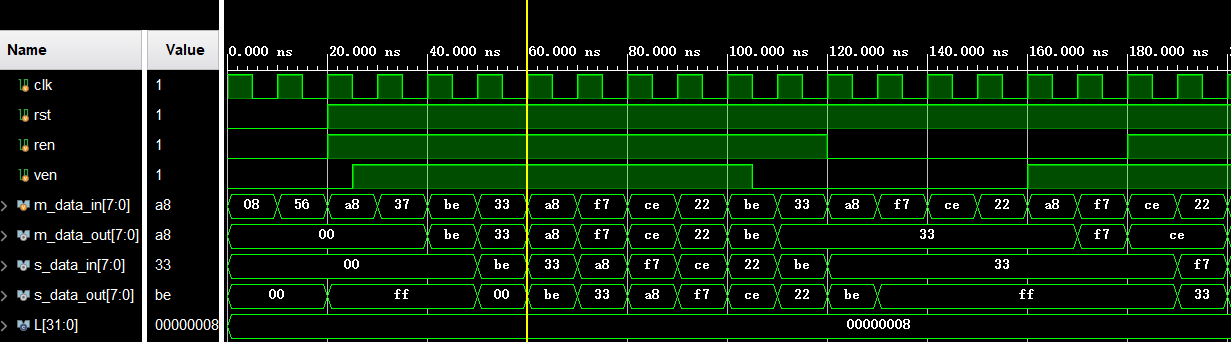 Name Value 0.000 ns 20.000 ns 40.000 ns 60.000 ns 80.000 ns 100.000 ns 120.000 ns 140.000 ns 160.000 ns 180.000 ns
clk 1
rst 1
ren 1
ven 1
m_data_in[7:0] a8 08 56 a8 37 be 33 a8 f7 ce 22 be 33 a8 f7 ce 22 a8 f7 ce 22
m_data_out[7:0] a8 00 be 33 a8 f7 ce 22 be 33 f7 ce
s_data_in[7:0] 33 00 be 33 a8 f7 ce 22 be 33 f7
s_data_out[7:0] be 00 ff 00 be 33 a8 f7 ce 22 be ff 33
L[31:0] 00000008 00000008